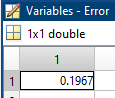 Variables - Error
1x1 double
1
1 0.1967